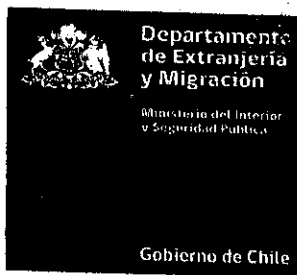 Departamento
de Extranjería
y Migración
Ministerio del Interior
y Seguridad Pública
Gobierno de Chile